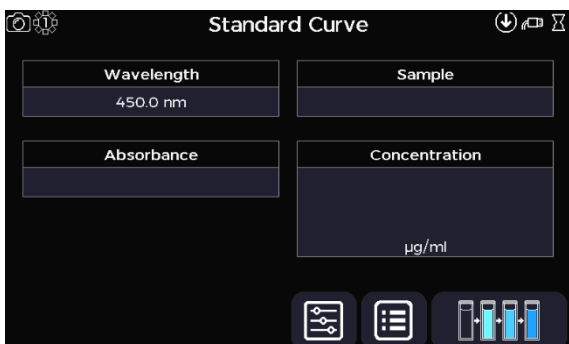 Standard Curve
Wavelength
450.0 nm
Sample
Absorbance
Concentration
µg/ml